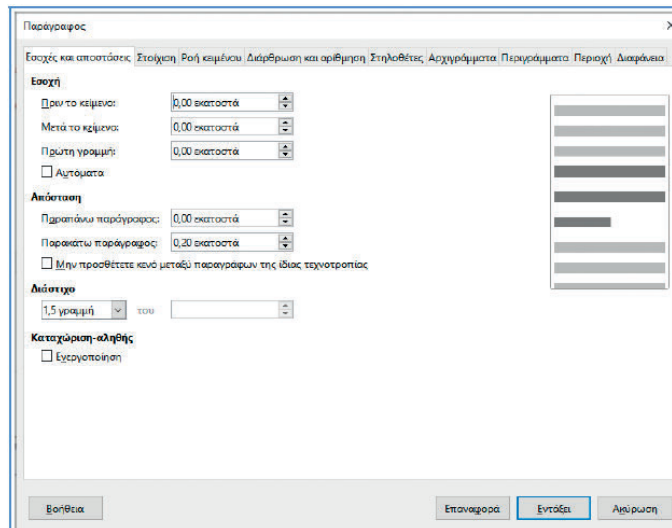 Παράγραφος
Εσοχές και αποστάσεις Στοίχιση Ροή κειμένου Διάρθρωση και αρίθμηση Στηλοθέτες Αρχιγράμματα Περιγράμματα Περιοχή Διαφάνεια
Εσοχή
Πριν το κείμενο: 0,00 εκατοστά
Μετά το κείμενο: 0,00 εκατοστά
Πρώτη γραμμή: 0,00 εκατοστά
Αυτόματα
Απόσταση
Παραπάνω παράγραφος: 0,00 εκατοστά
Παρακάτω παράγραφος: 0,20 εκατοστά
Μην προσθέτετε κενό μεταξύ παραγράφων της ίδιας τεχνοτροπίας
Διάστιχο
1,5 γραμμή του
Καταχώριση-αληθής
Ενεργοποίηση
Βοήθεια Επαναφορά Εντάξει Ακύρωση